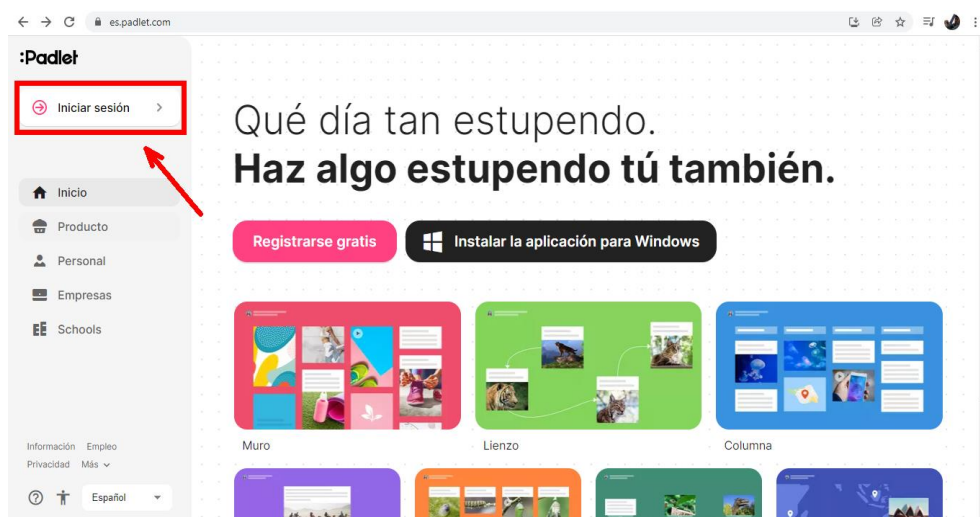 es.padlet.com
:Padlet
Iniciar sesión
Qué día tan estupendo.
Haz algo estupendo tú también.
Inicio
Producto
Personal
Empresas
Schools
Registrarse gratis
Instalar la aplicación para Windows
Muro
Lienzo
Columna
Información Empleo
Privacidad Más
Español